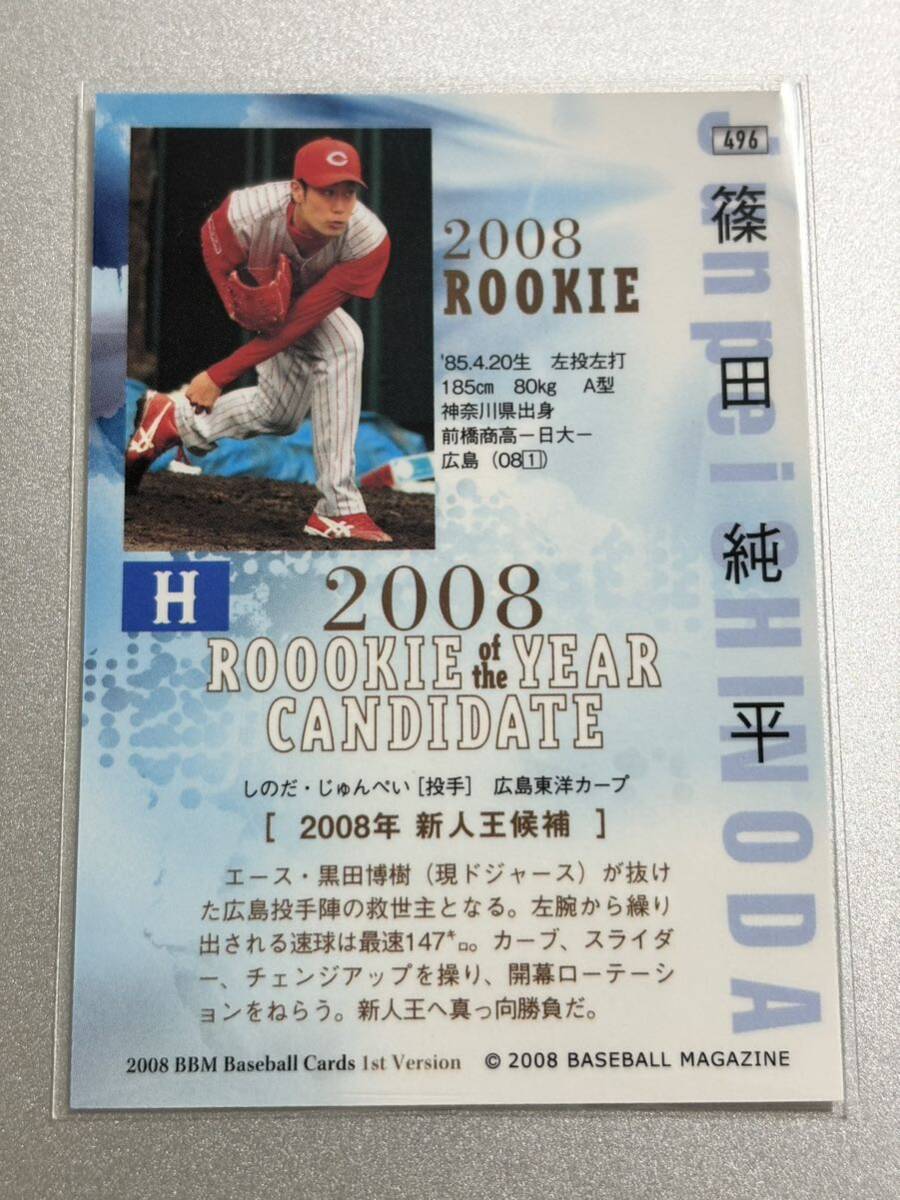 496
篠田純平
Junpei SHINODA
2008
ROOKIE
'85.4.20生 左投左打
185cm 80kg A型
神奈川県出身
前橋商高－日大－
広島（08[1]）
H
2008
ROOOKIE of the YEAR
CANDIDATE
しのだ・じゅんぺい［投手］ 広島東洋カープ
［ 2008年 新人王候補 ］
エース・黒田博樹（現ドジャース）が抜け
た広島投手陣の救世主となる。左腕から繰り
出される速球は最速147㌔。カーブ、スライダ
ー、チェンジアップを操り、開幕ローテーシ
ョンをねらう。新人王へ真っ向勝負だ。
2008 BBM Baseball Cards 1st Version © 2008 BASEBALL MAGAZINE